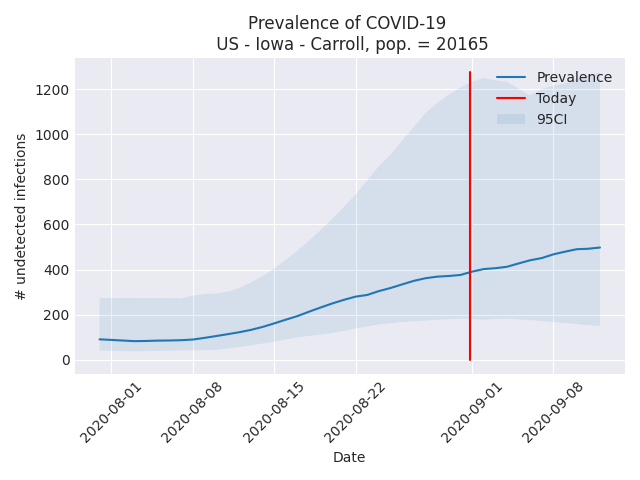 Prevalence of COVID-19
US - Iowa - Carroll, pop. = 20165
Prevalence
Today
95CI
# undetected infections
1200
1000
800
600
400
200
0
2020-08-01
2020-08-08
2020-08-15
2020-08-22
2020-09-01
2020-09-08
Date